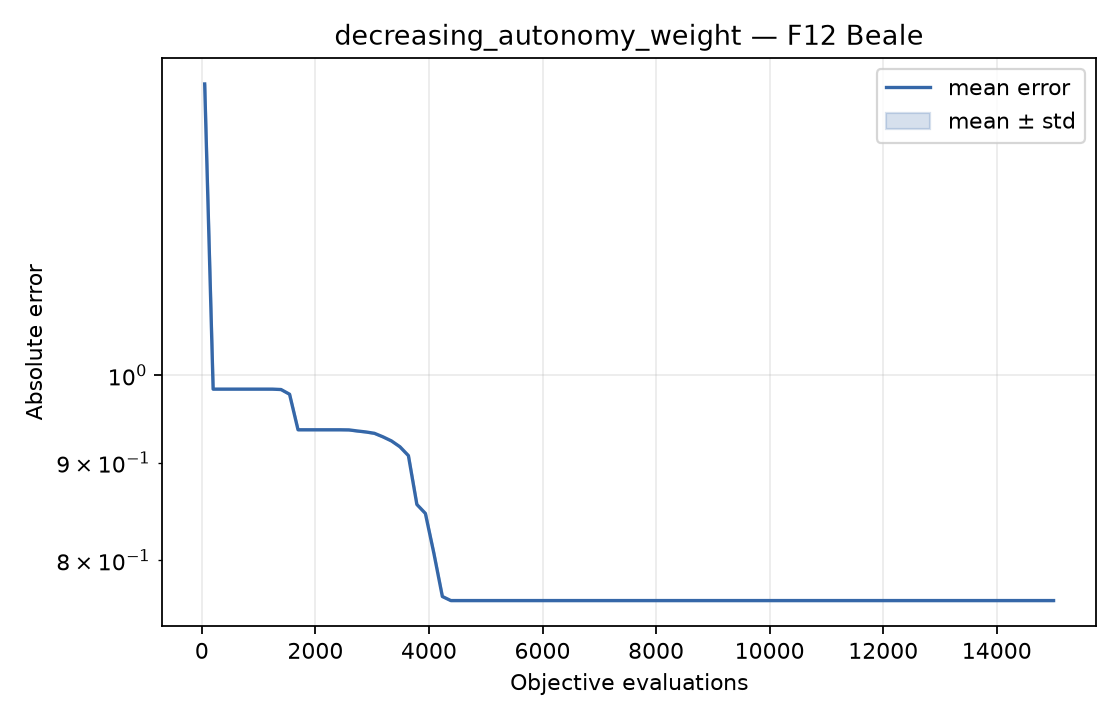 decreasing_autonomy_weight — F12 Beale
mean error
mean ± std
Absolute error
10⁰
9 × 10⁻¹
8 × 10⁻¹
0 2000 4000 6000 8000 10000 12000 14000
Objective evaluations